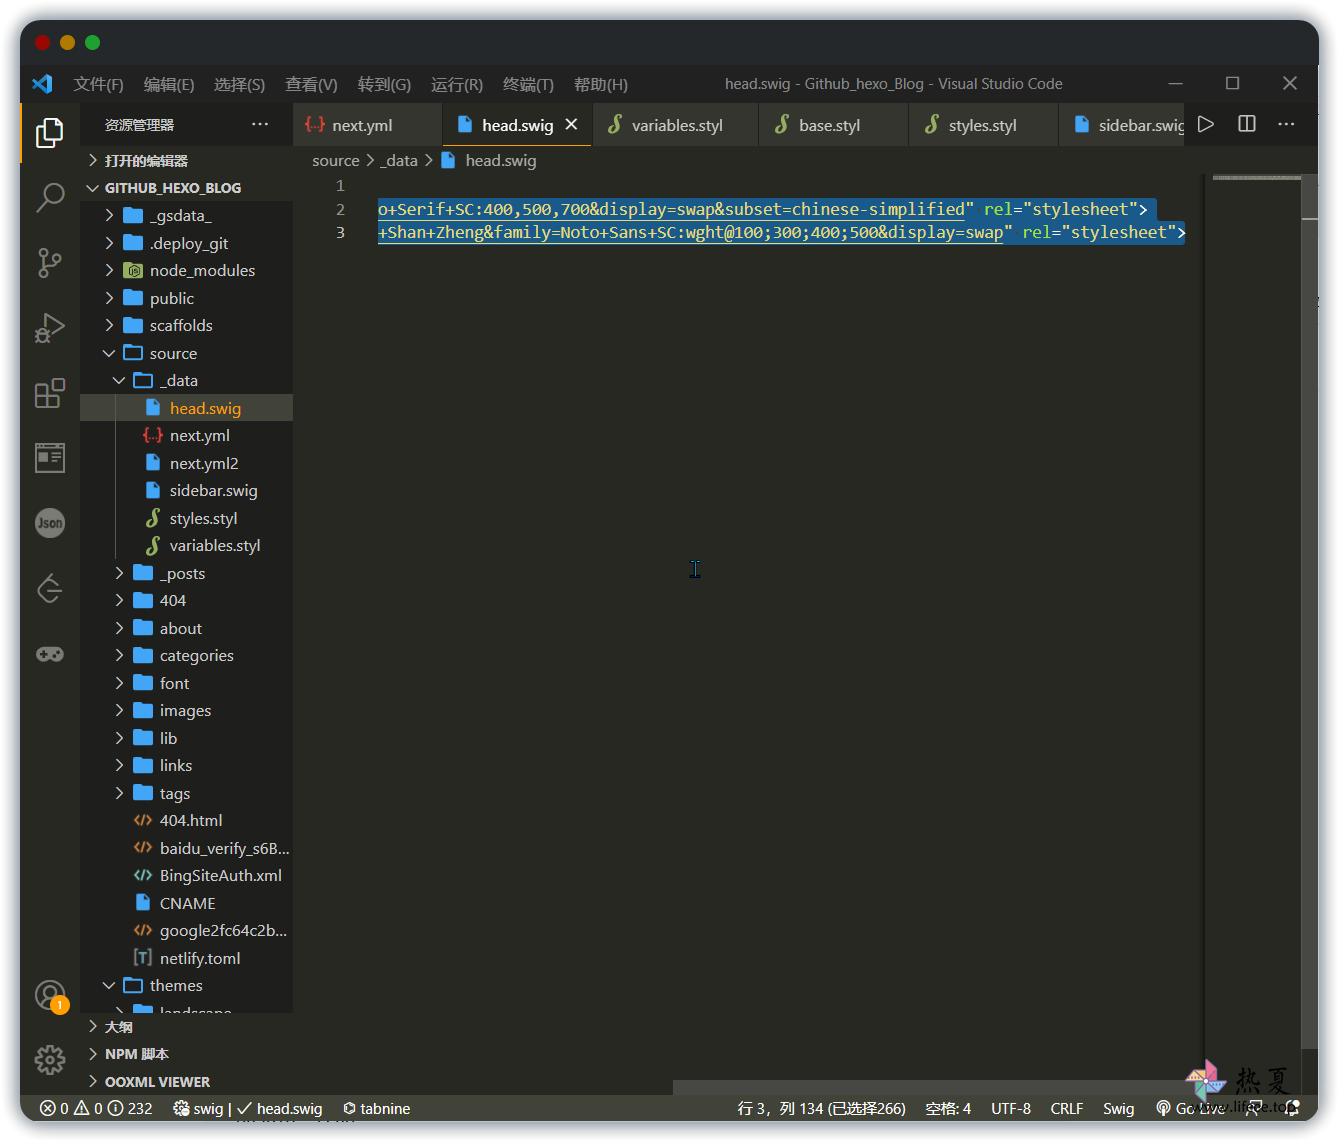 文件(F) 编辑(E) 选择(S) 查看(V) 转到(G) 运行(R) 终端(T) 帮助(H) head.swig - Github_hexo_Blog - Visual Studio Code
资源管理器 ···
next.yml head.swig variables.styl base.styl styles.styl sidebar.swig
打开的编辑器
source > _data > head.swig
GITHUB_HEXO_BLOG
1
2 o+Serif+SC:400,500,700&display=swap&subset=chinese-simplified" rel="stylesheet">
3 +Shan+Zheng&family=Noto+Sans+SC:wght@100;300;400;500&display=swap" rel="stylesheet">
_gsdata_
.deploy_git
node_modules
public
scaffolds
source
_data
head.swig
next.yml
next.yml2
sidebar.swig
styles.styl
Json
variables.styl
_posts
404
about
categories
font
images
lib
links
tags
404.html
baidu_verify_s6B...
BingSiteAuth.xml
CNAME
google2fc64c2b...
netlify.toml
themes
landscape
1
大纲
NPM 脚本
OOXML VIEWER
热夏
www.lifete.top
0 0 232 swig | head.swig tabnine 行 3，列 134 (已选择266) 空格: 4 UTF-8 CRLF Swig Go Live